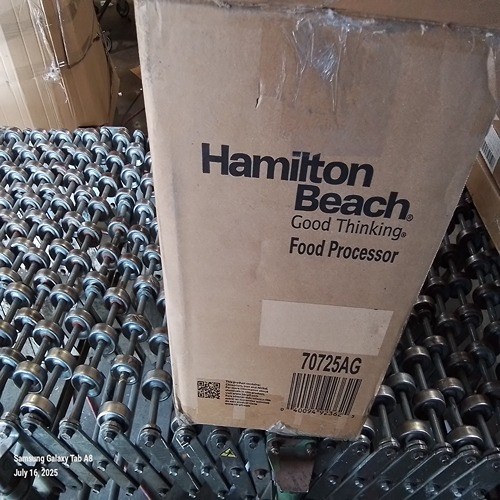 Hamilton
Beach®
Good Thinking®
Food Processor
70725AG
Samsung Galaxy Tab A8
July 16, 2025